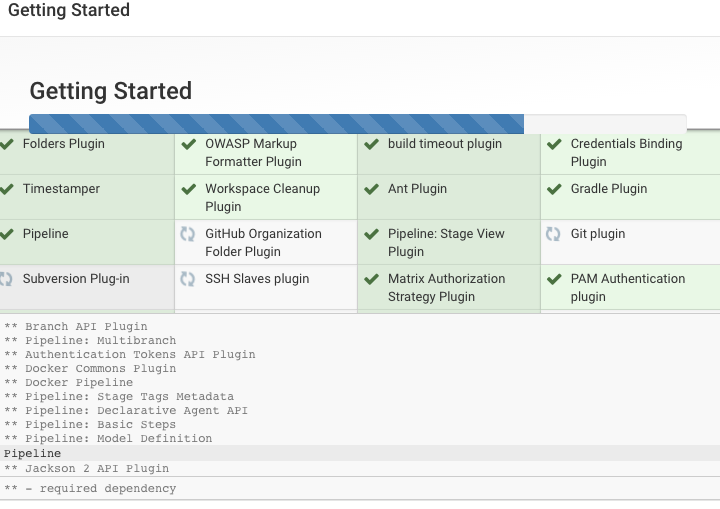 Getting Started
Getting Started
Folders Plugin
OWASP Markup
Formatter Plugin
build timeout plugin
Credentials Binding
Plugin
Timestamper
Workspace Cleanup
Plugin
Ant Plugin
Gradle Plugin
Pipeline
GitHub Organization
Folder Plugin
Pipeline: Stage View
Plugin
Git plugin
Subversion Plug-in
SSH Slaves plugin
Matrix Authorization
Strategy Plugin
PAM Authentication
plugin
** Branch API Plugin
** Pipeline: Multibranch
** Authentication Tokens API Plugin
** Docker Commons Plugin
** Docker Pipeline
** Pipeline: Stage Tags Metadata
** Pipeline: Declarative Agent API
** Pipeline: Basic Steps
** Pipeline: Model Definition
Pipeline
** Jackson 2 API Plugin
** - required dependency